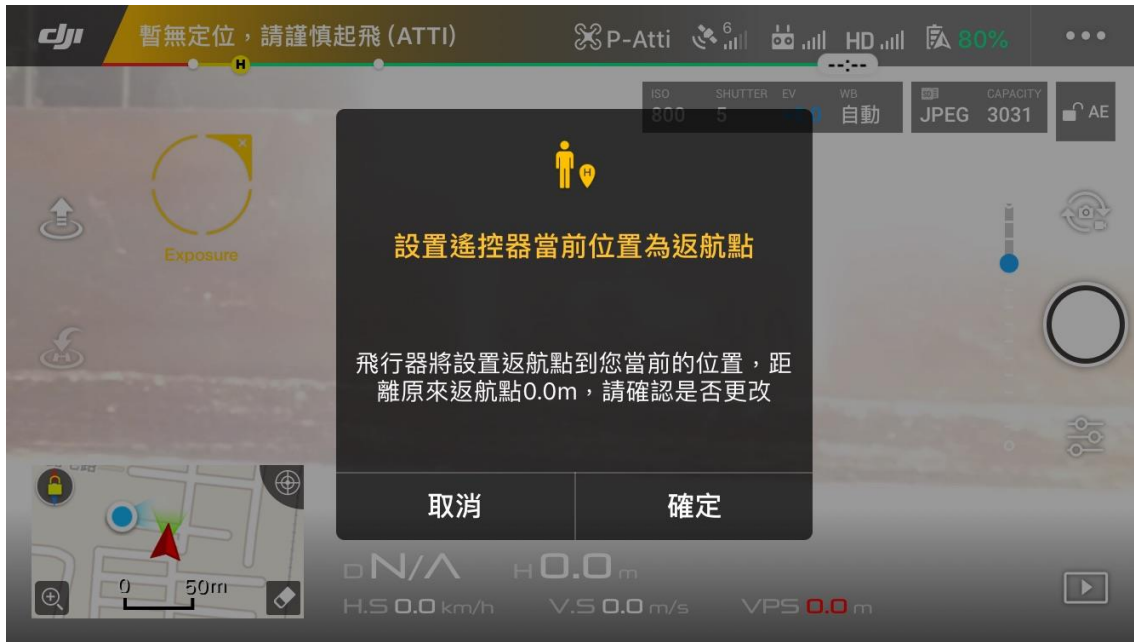 dji
暫無定位，請謹慎起飛 (ATTI)
P-Atti
6
HD
80%
H
--:--
ISO
800
SHUTTER
5
EV
WB
自動
JPEG
CAPACITY
3031
AE
Exposure
H
設置遙控器當前位置為返航點
飛行器將設置返航點到您當前的位置，距
離原來返航點0.0m，請確認是否更改
取消
確定
H
0 50m
D N/A H 0.0 m
H.S 0.0 km/h V.S 0.0 m/s VPS 0.0 m